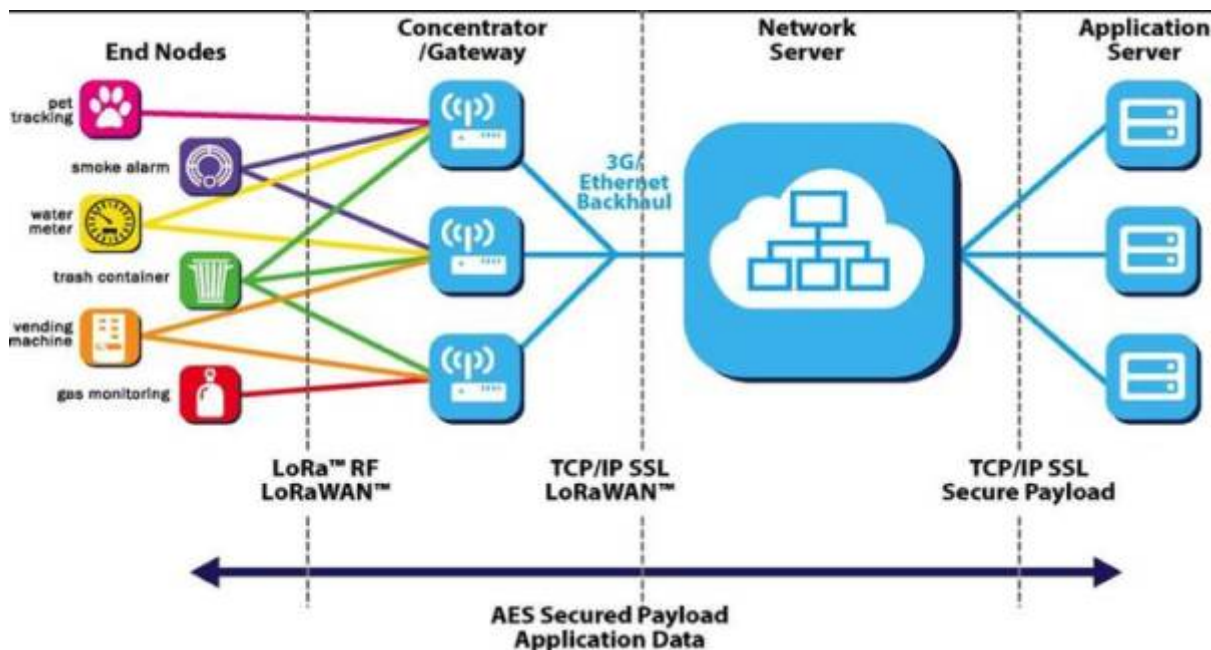 End Nodes
Concentrator
/Gateway
Network
Server
Application
Server
pet
tracking
smoke alarm
water
meter
trash container
vending
machine
gas monitoring
3G/
Ethernet
Backhaul
LoRa™ RF
LoRaWAN™
TCP/IP SSL
LoRaWAN™
TCP/IP SSL
Secure Payload
AES Secured Payload
Application Data